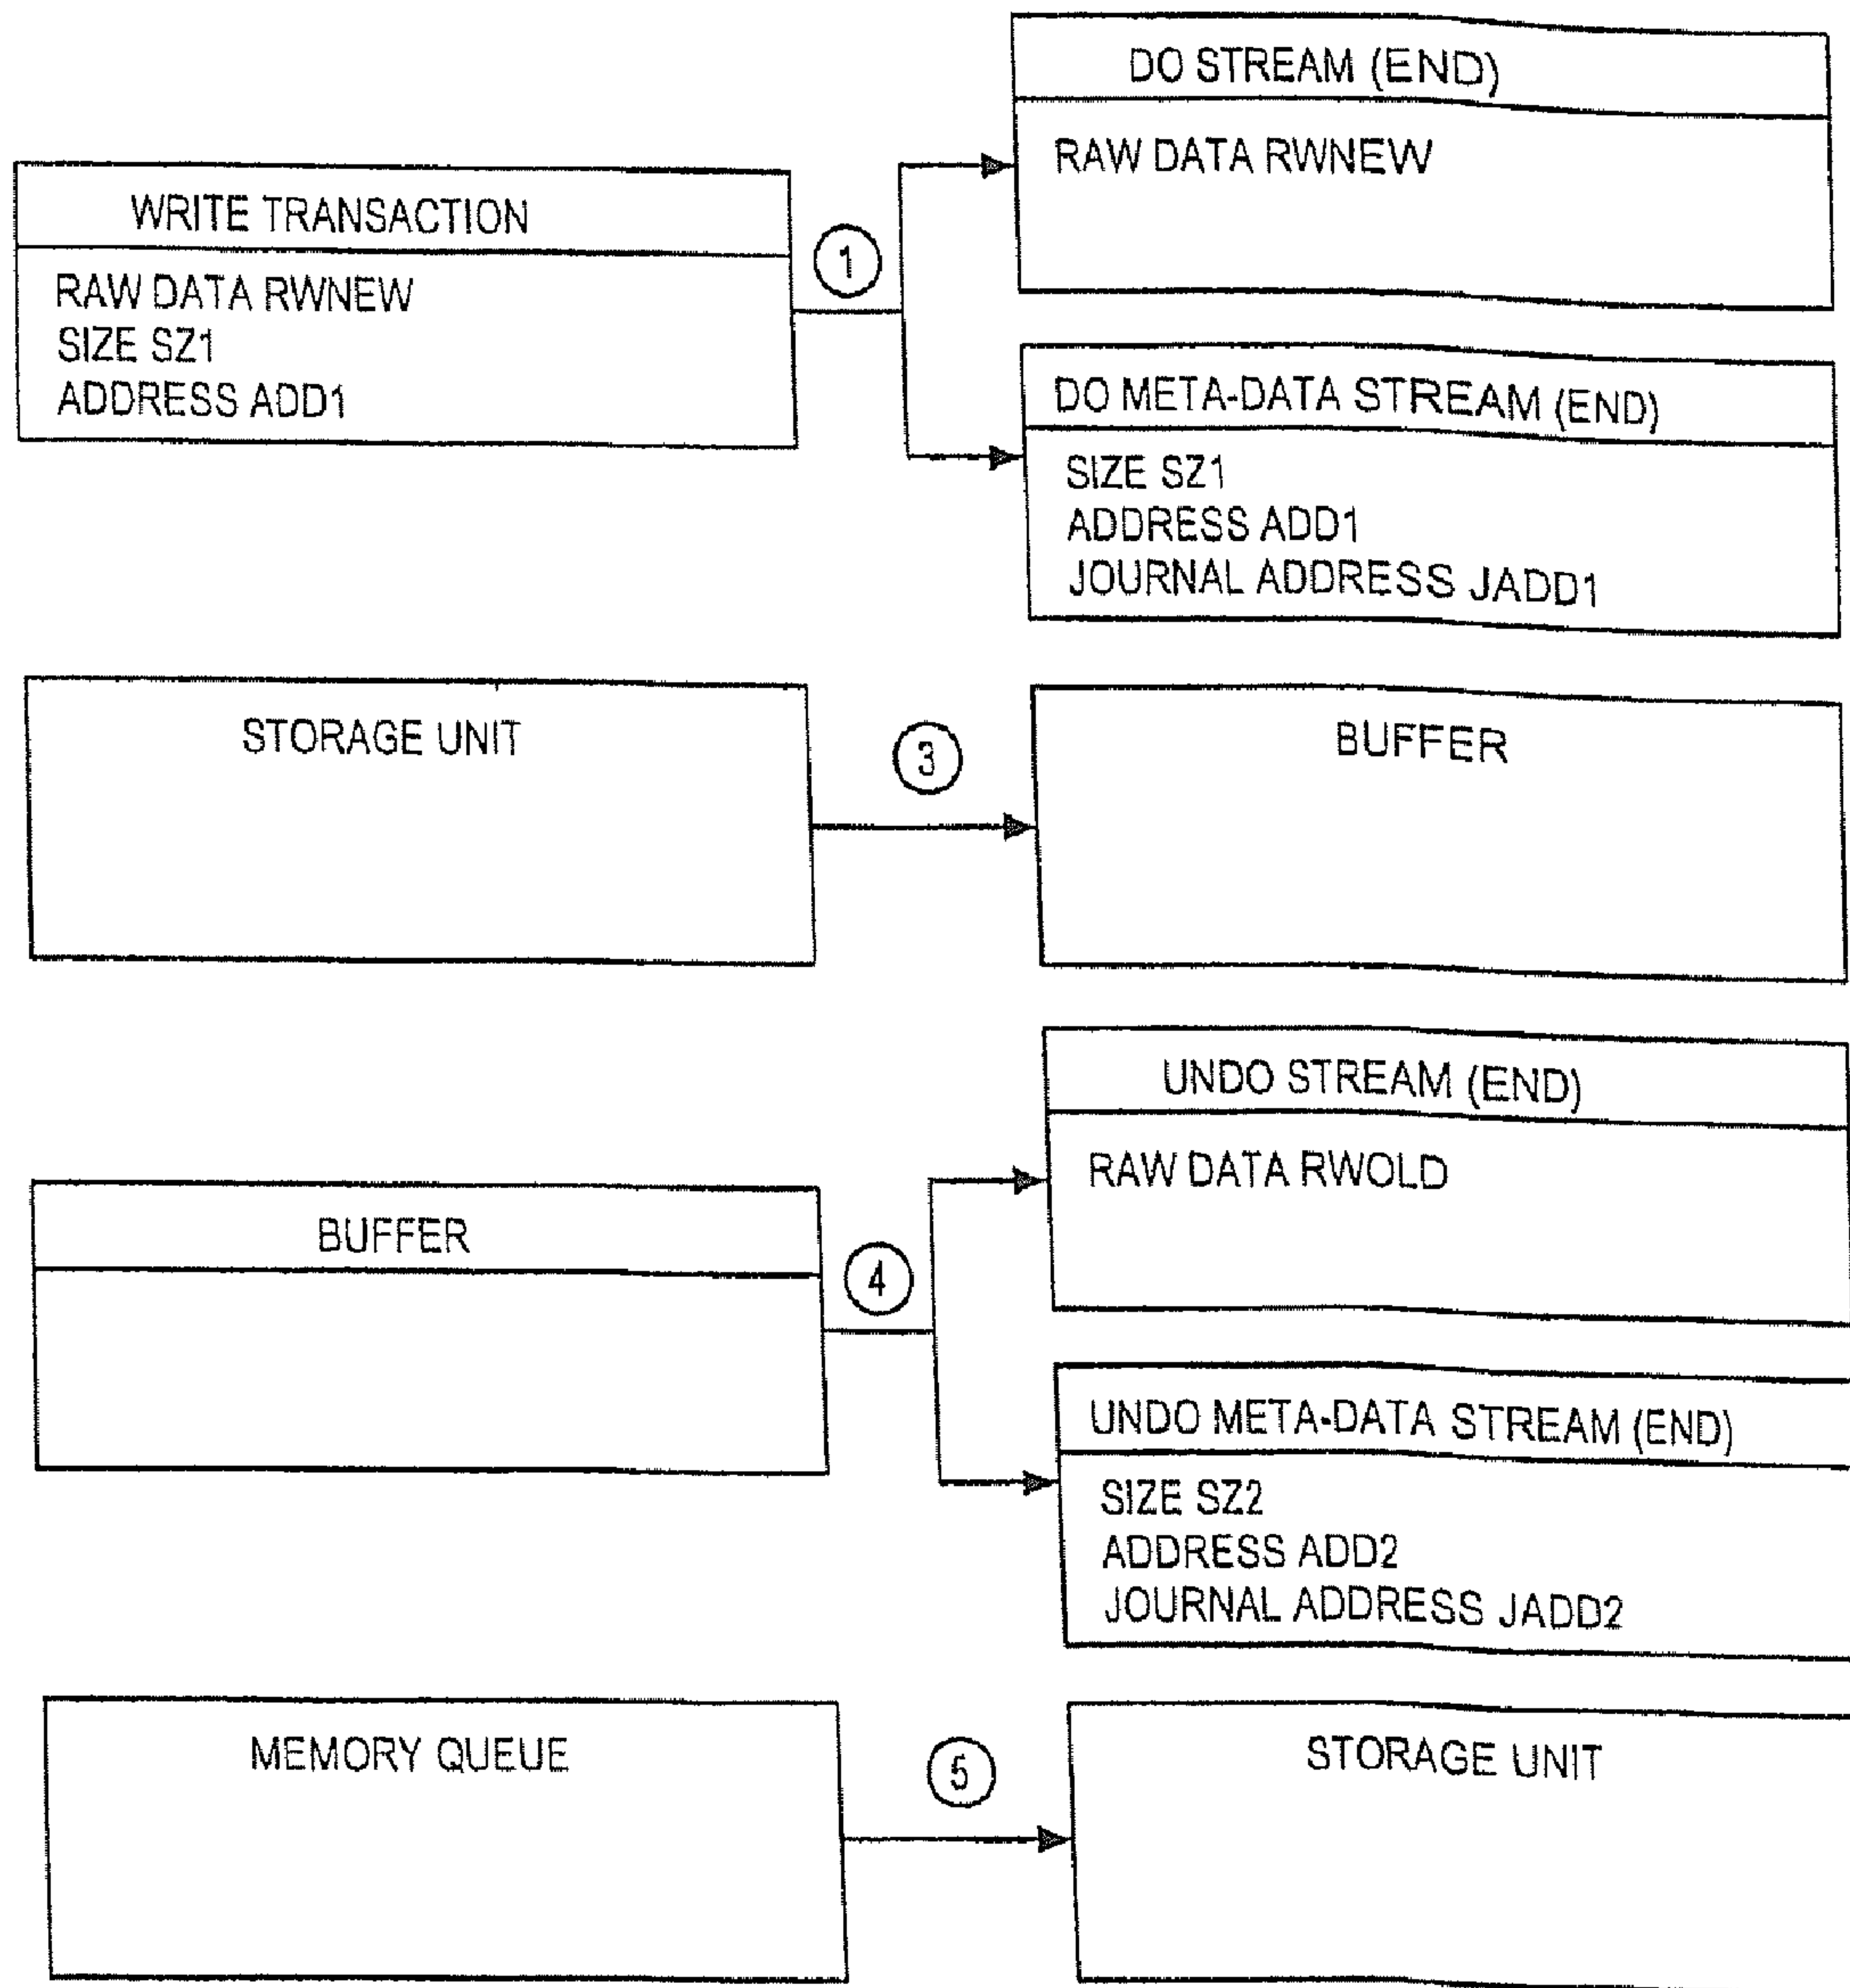 WRITE TRANSACTION
RAW DATA RWNEW
SIZE SZ1
ADDRESS ADD1
1
DO STREAM (END)
RAW DATA RWNEW
DO META-DATA STREAM (END)
SIZE SZ1
ADDRESS ADD1
JOURNAL ADDRESS JADD1
STORAGE UNIT
3
BUFFER
BUFFER
4
UNDO STREAM (END)
RAW DATA RWOLD
UNDO META-DATA STREAM (END)
SIZE SZ2
ADDRESS ADD2
JOURNAL ADDRESS JADD2
MEMORY QUEUE
5
STORAGE UNIT